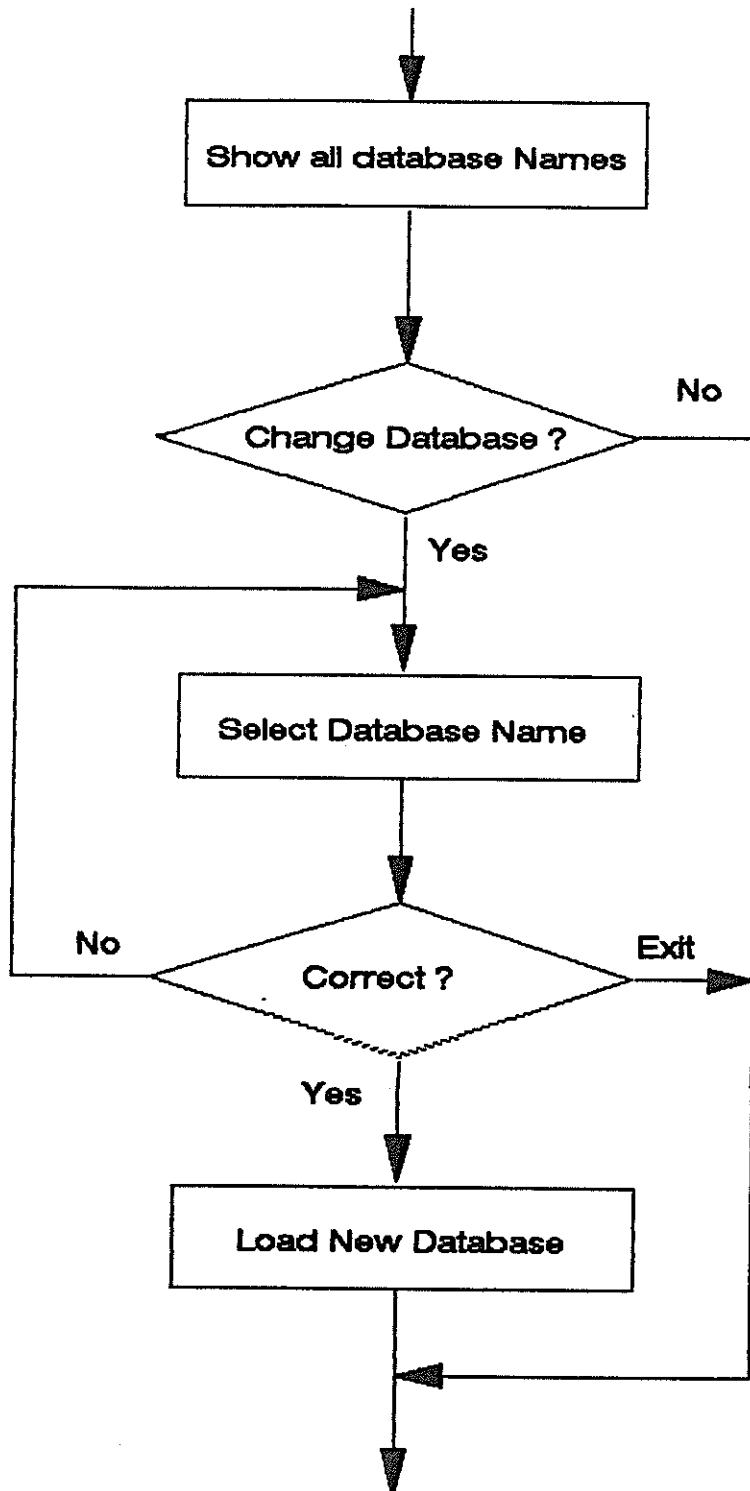 Show all database Names
Change Database ?
No
Yes
Select Database Name
No
Correct ?
Exit
Yes
Load New Database